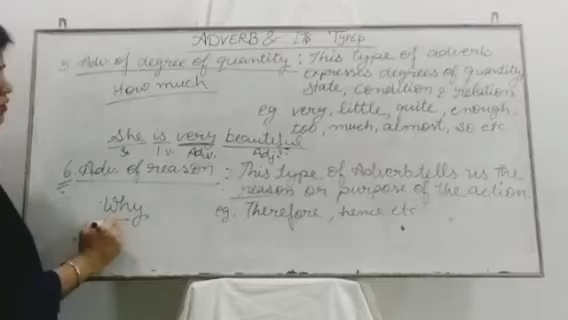 ADVERB & Its Types
5 Adv. of degree of quantity : This type of adverb
How much expresses degrees of quantity
state, condition & relation
eg very, little, quite, enough,
too, much, almost, so etc
She is very beautiful
S. l.v. Adv. Adj.
6. Adv. of reason : This type of Adverb tells us the
reason or purpose of the action
Why, eg. Therefore, hence etc